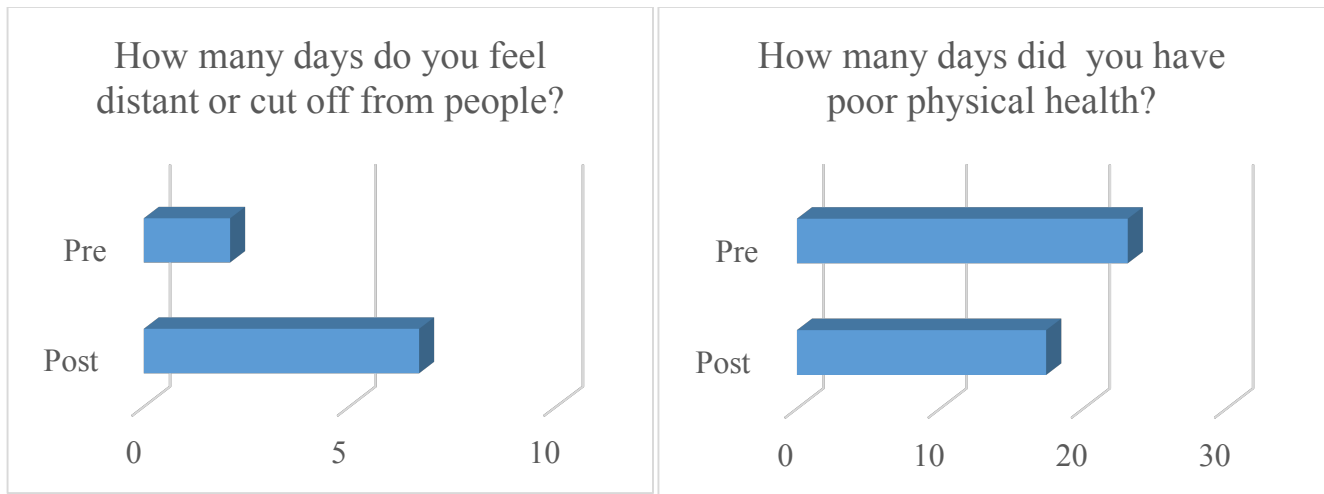 How many days do you feel
distant or cut off from people?
Pre
Post
0 5 10
How many days did  you have
poor physical health?
Pre
Post
0 10 20 30